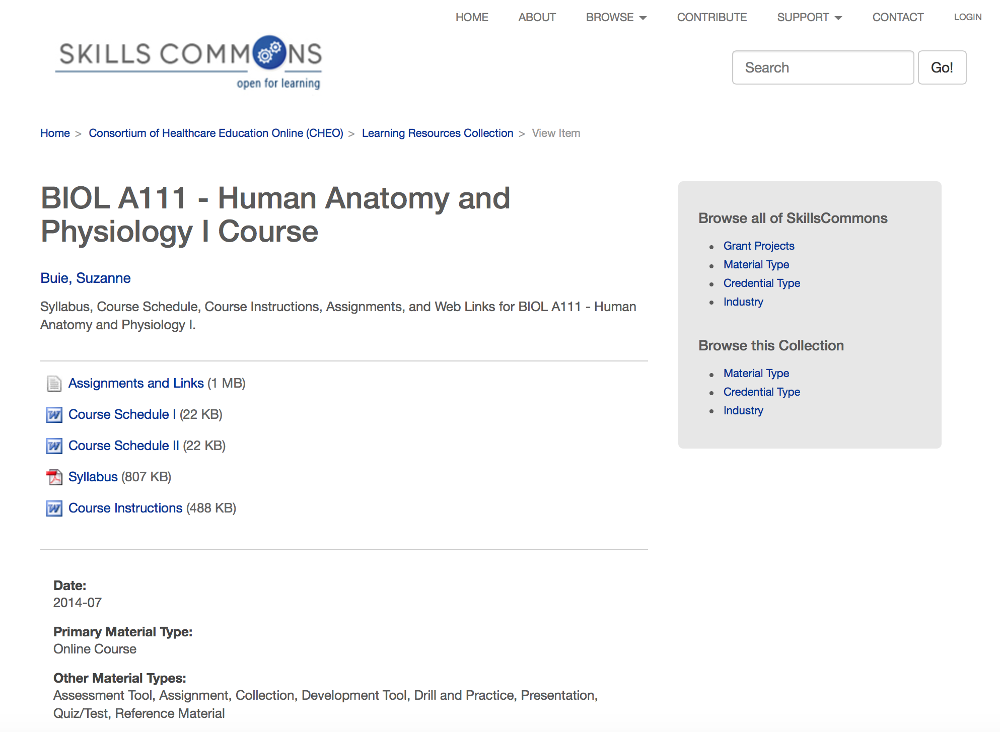 HOME ABOUT BROWSE CONTRIBUTE SUPPORT CONTACT LOGIN
SKILLS COMMONS
open for learning
Search Go!
Home > Consortium of Healthcare Education Online (CHEO) > Learning Resources Collection > View Item
BIOL A111 - Human Anatomy and
Physiology I Course
Buie, Suzanne
Syllabus, Course Schedule, Course Instructions, Assignments, and Web Links for BIOL A111 - Human
Anatomy and Physiology I.
Assignments and Links (1 MB)
Course Schedule I (22 KB)
Course Schedule II (22 KB)
Syllabus (807 KB)
Course Instructions (488 KB)
Date:
2014-07
Primary Material Type:
Online Course
Other Material Types:
Assessment Tool, Assignment, Collection, Development Tool, Drill and Practice, Presentation,
Quiz/Test, Reference Material
Browse all of SkillsCommons
Grant Projects
Material Type
Credential Type
Industry
Browse this Collection
Material Type
Credential Type
Industry